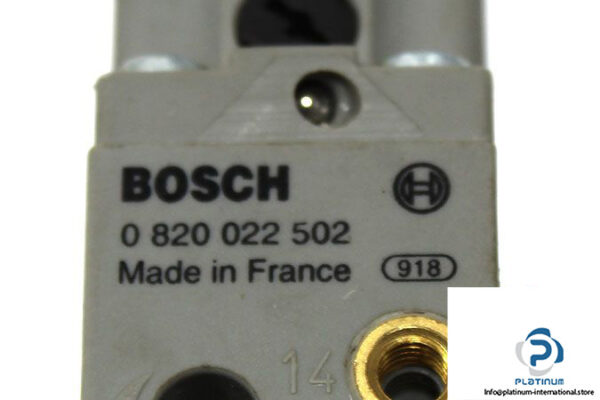 BOSCH
0 820 022 502
Made in France 918
14
PLATINUM
Info@platinum-international.store